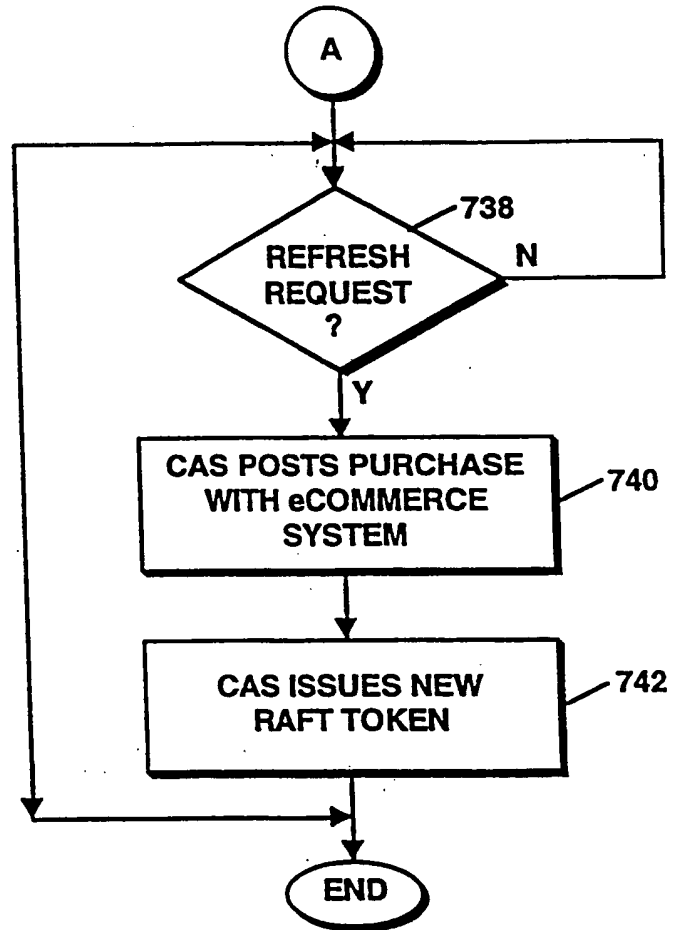 A
738
REFRESH
REQUEST
?
N
Y
CAS POSTS PURCHASE
WITH eCOMMERCE
SYSTEM
740
CAS ISSUES NEW
RAFT TOKEN
742
END